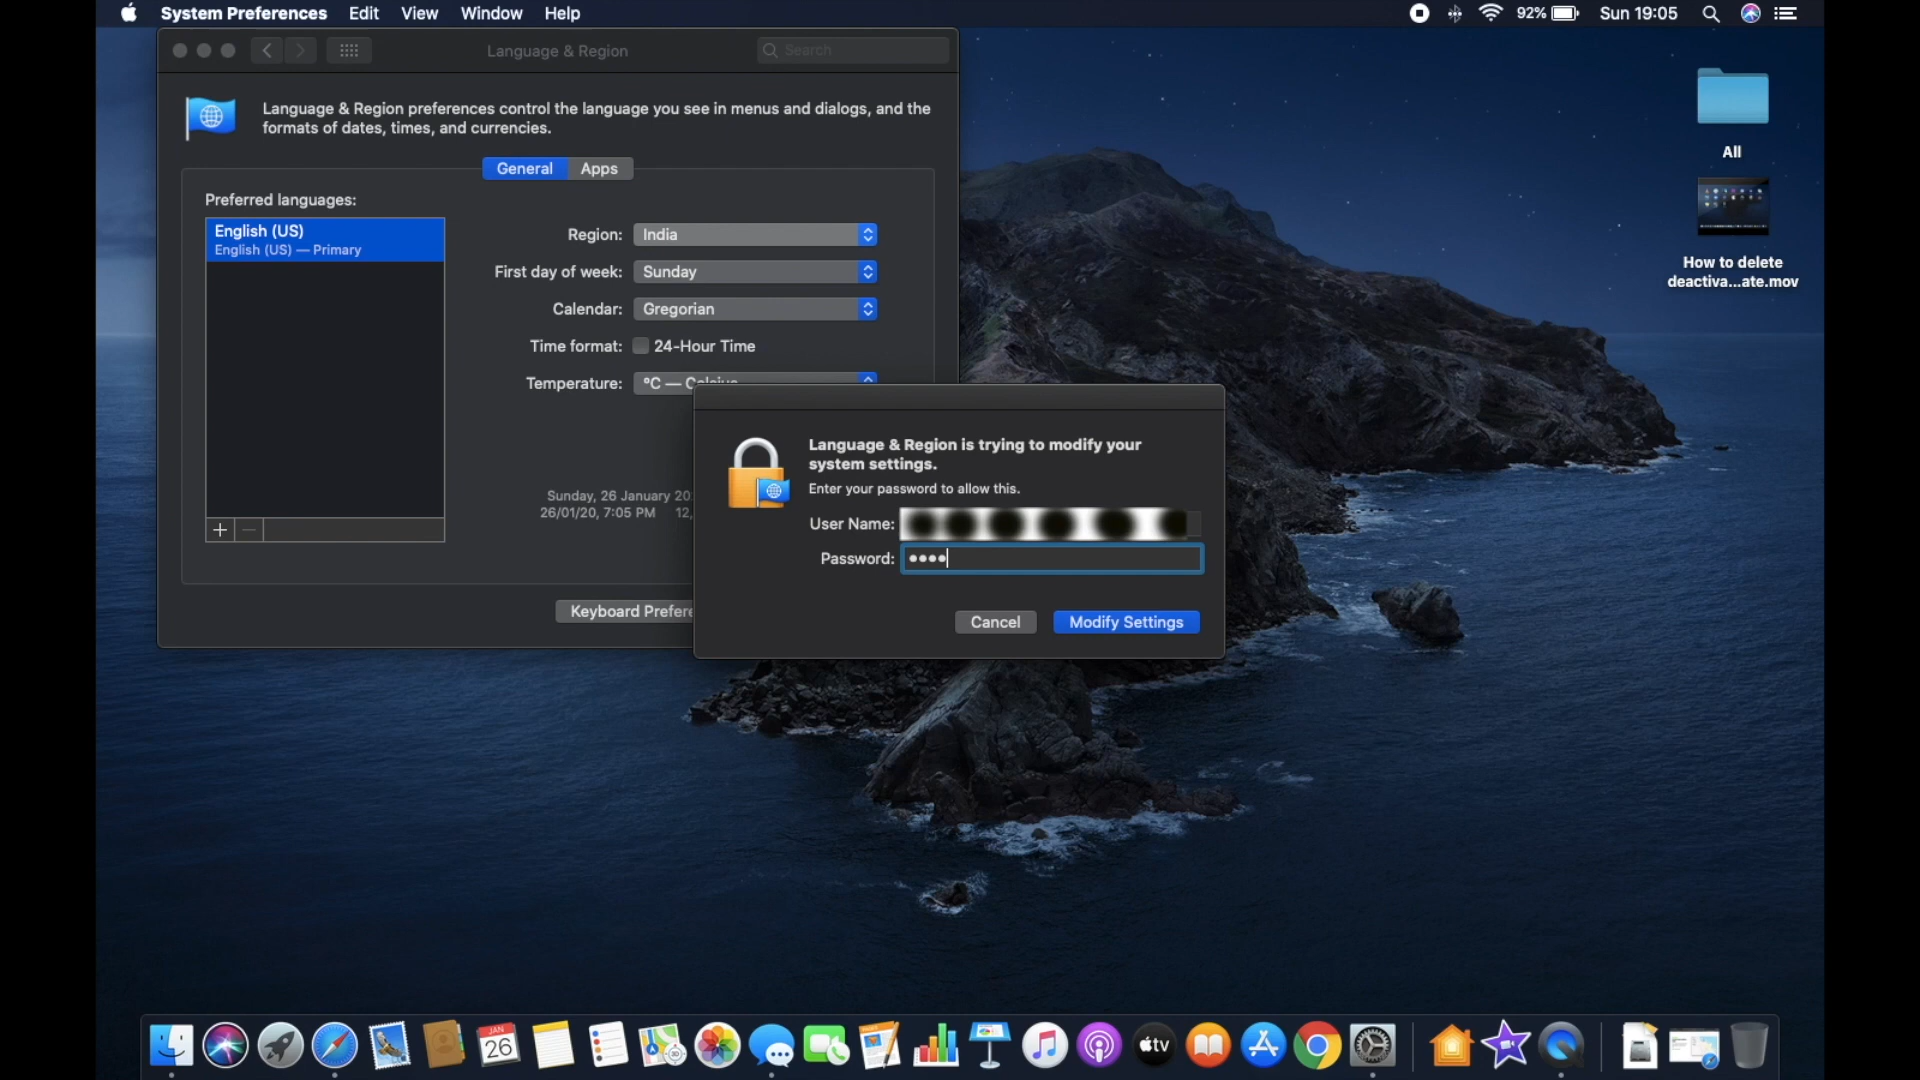 System Preferences Edit View Window Help
92% Sun 19:05
Language & Region
Search
Language & Region preferences control the language you see in menus and dialogs, and the
formats of dates, times, and currencies.
General Apps
Preferred languages:
English (US)
English (US) — Primary
Region: India
First day of week: Sunday
Calendar: Gregorian
Time format: 24-Hour Time
Temperature: °C — Celsius
Sunday, 26 January
26/01/20, 7:05 PM 12,
Keyboard
Language & Region is trying to modify your
system settings.
Enter your password to allow this.
User Name:
Password: ••••
Cancel Modify Settings
All
How to delete
deactiva...ate.mov
JAN
26
tv